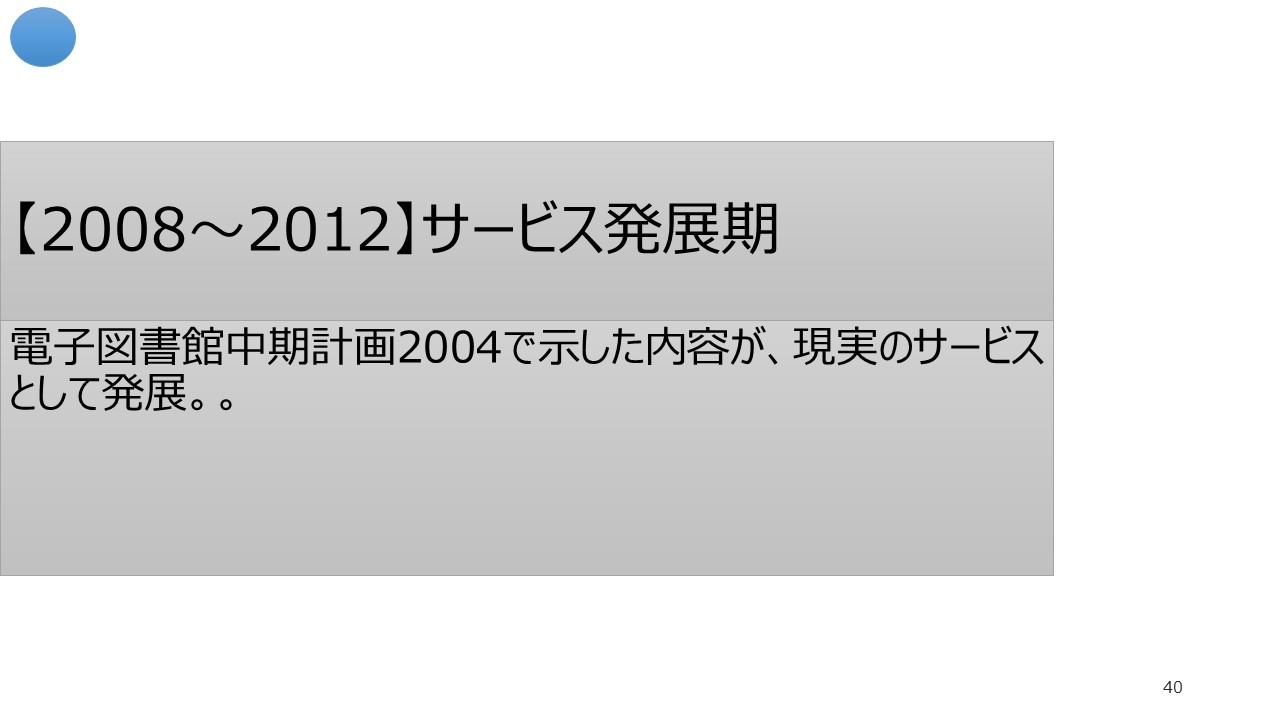 【2008～2012】サービス発展期
電子図書館中期計画2004で示した内容が、現実のサービス
として発展。。
40